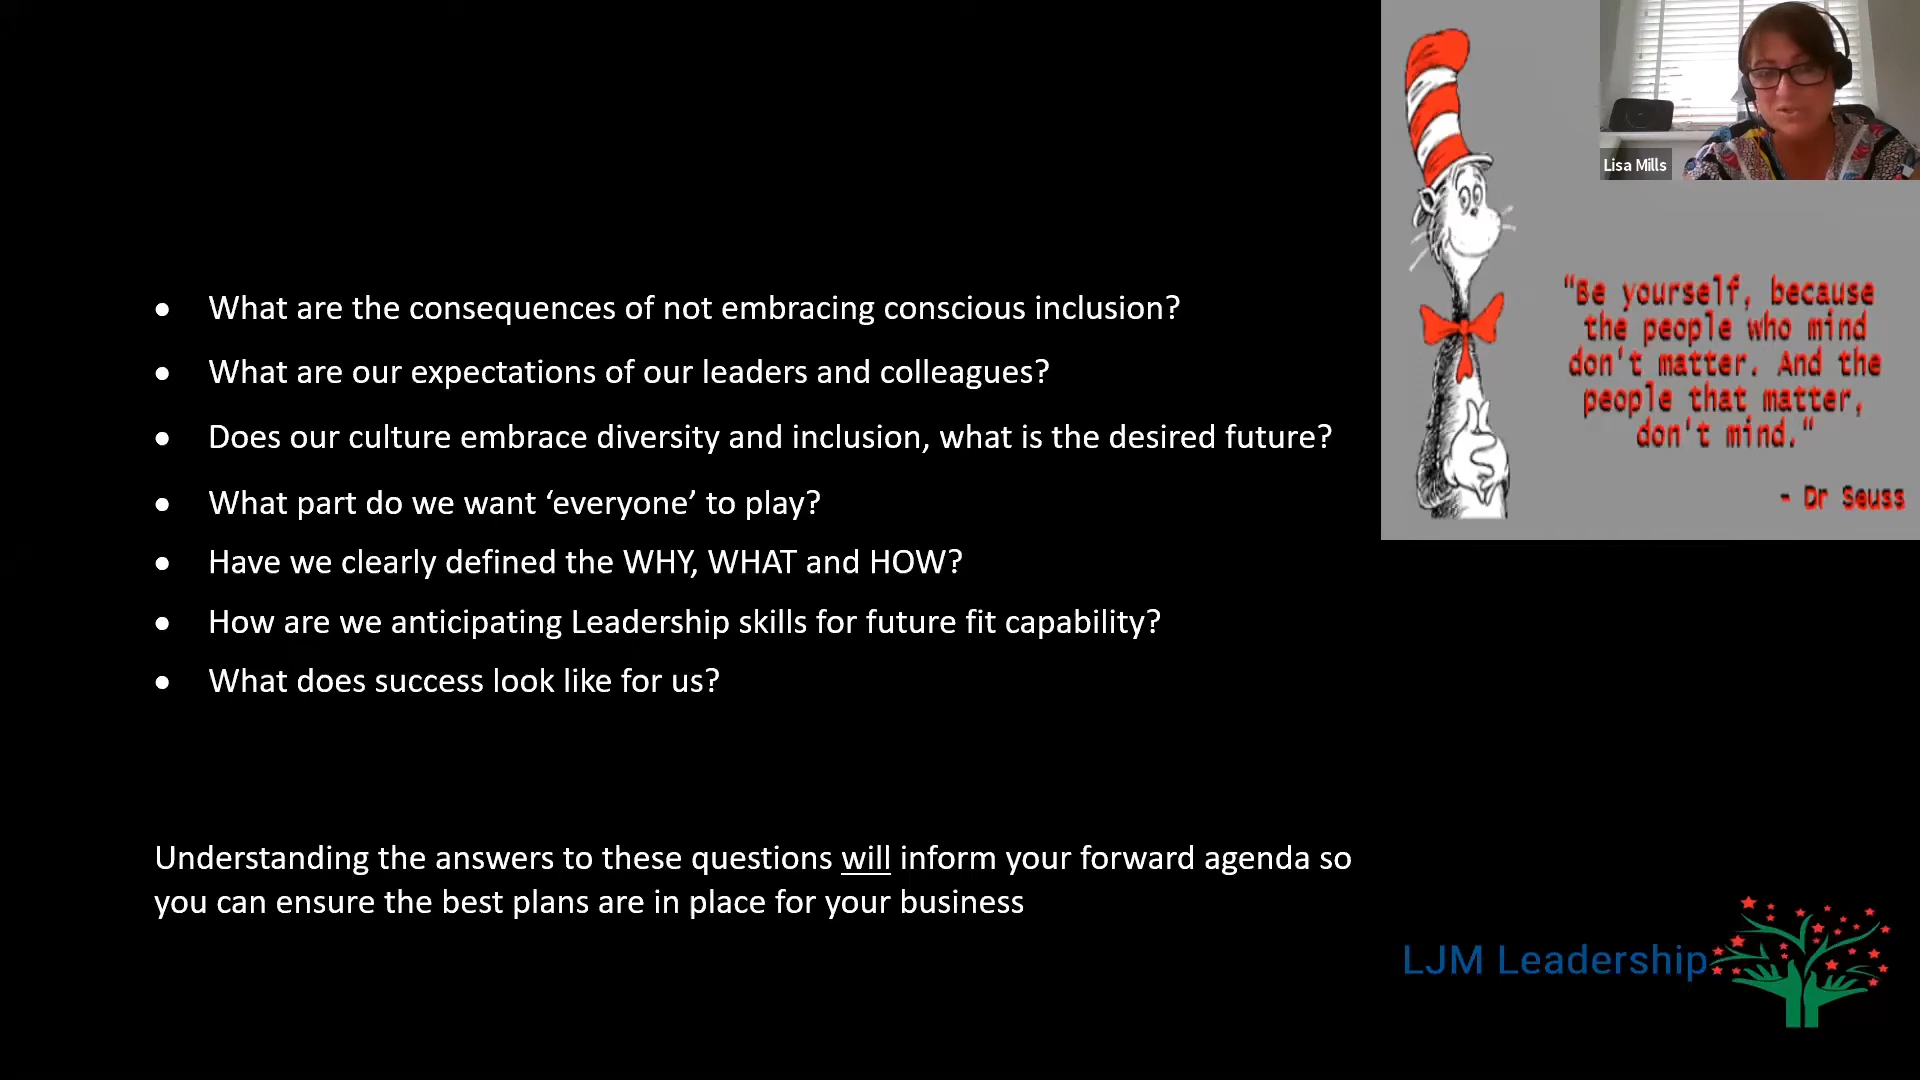 Lisa Mills
"Be yourself, because
the people who mind
don't matter. And the
people that matter,
don't mind."
- Dr Seuss
• What are the consequences of not embracing conscious inclusion?
• What are our expectations of our leaders and colleagues?
• Does our culture embrace diversity and inclusion, what is the desired future?
• What part do we want ‘everyone’ to play?
• Have we clearly defined the WHY, WHAT and HOW?
• How are we anticipating Leadership skills for future fit capability?
• What does success look like for us?
Understanding the answers to these questions will inform your forward agenda so
you can ensure the best plans are in place for your business
LJM Leadership